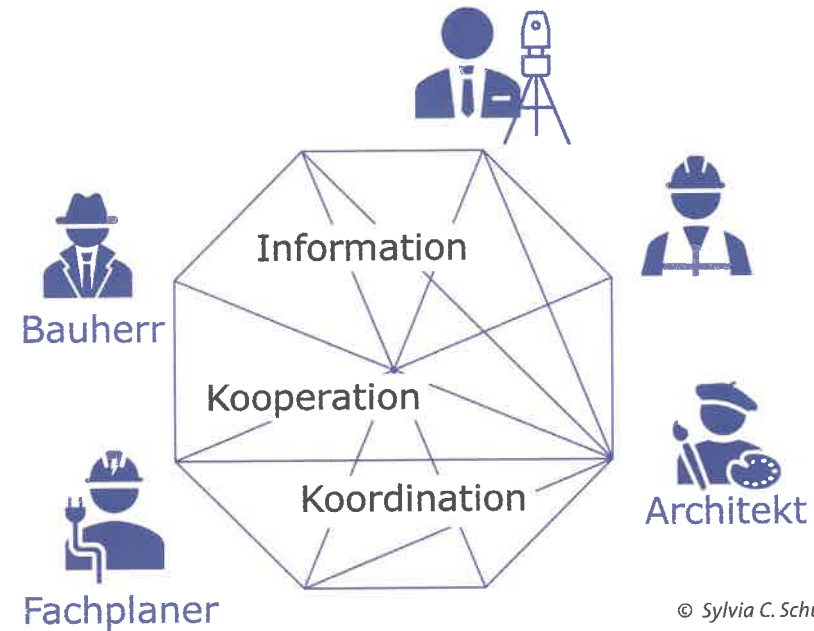 Information
Bauherr
Kooperation
Koordination
Architekt
Fachplaner
© Sylvia C.